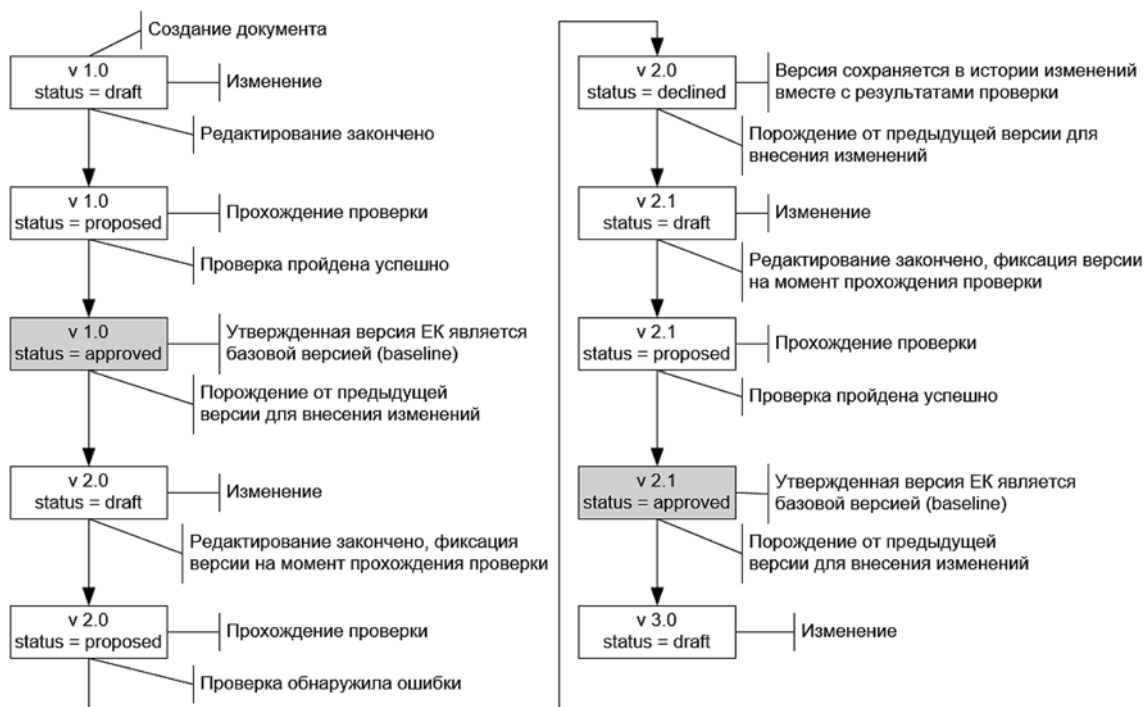 Создание документа
v 1.0
status = draft
Изменение
Редактирование закончено
v 1.0
status = proposed
Прохождение проверки
Проверка пройдена успешно
v 1.0
status = approved
Утвержденная версия ЕК является
базовой версией (baseline)
Порождение от предыдущей
версии для внесения изменений
v 2.0
status = draft
Изменение
Редактирование закончено, фиксация
версии на момент прохождения проверки
v 2.0
status = proposed
Прохождение проверки
Проверка обнаружила ошибки
v 2.0
status = declined
Версия сохраняется в истории изменений
вместе с результатами проверки
Порождение от предыдущей версии для
внесения изменений
v 2.1
status = draft
Изменение
Редактирование закончено, фиксация версии
на момент прохождения проверки
v 2.1
status = proposed
Прохождение проверки
Проверка пройдена успешно
v 2.1
status = approved
Утвержденная версия ЕК является
базовой версией (baseline)
Порождение от предыдущей
версии для внесения изменений
v 3.0
status = draft
Изменение